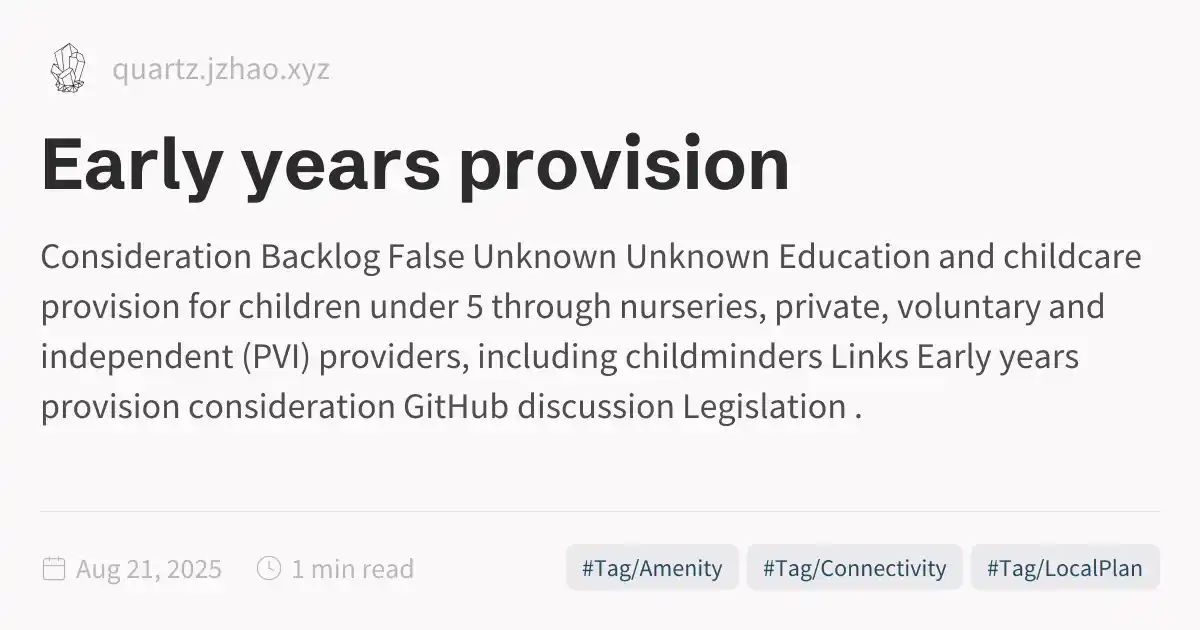 quartz.jzhao.xyz
Early years provision
Consideration Backlog False Unknown Unknown Education and childcare
provision for children under 5 through nurseries, private, voluntary and
independent (PVI) providers, including childminders Links Early years
provision consideration GitHub discussion Legislation .
Aug 21, 2025 1 min read #Tag/Amenity #Tag/Connectivity #Tag/LocalPlan